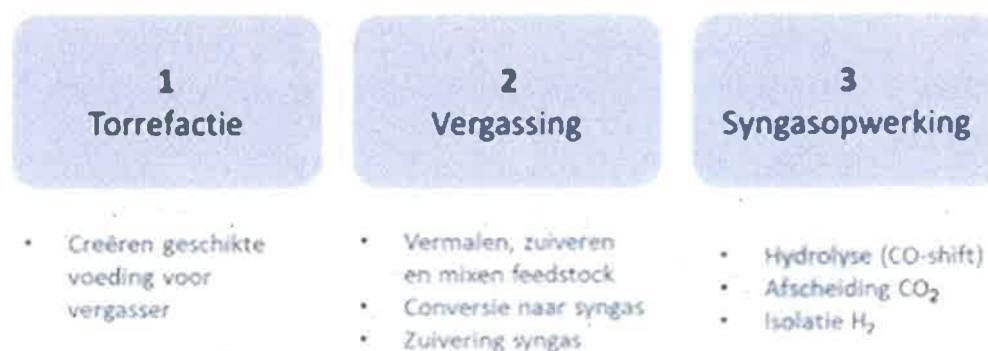 1
Torrefactie
2
Vergassing
3
Syngasopwerking
• Creëren geschikte
voeding voor
vergasser
• Vermalen, zuiveren
en mixen feedstock
• Conversie naar syngas
• Zuivering syngas
• Hydrolyse (CO-shift)
• Afscheiding CO₂
• Isolatie H₂